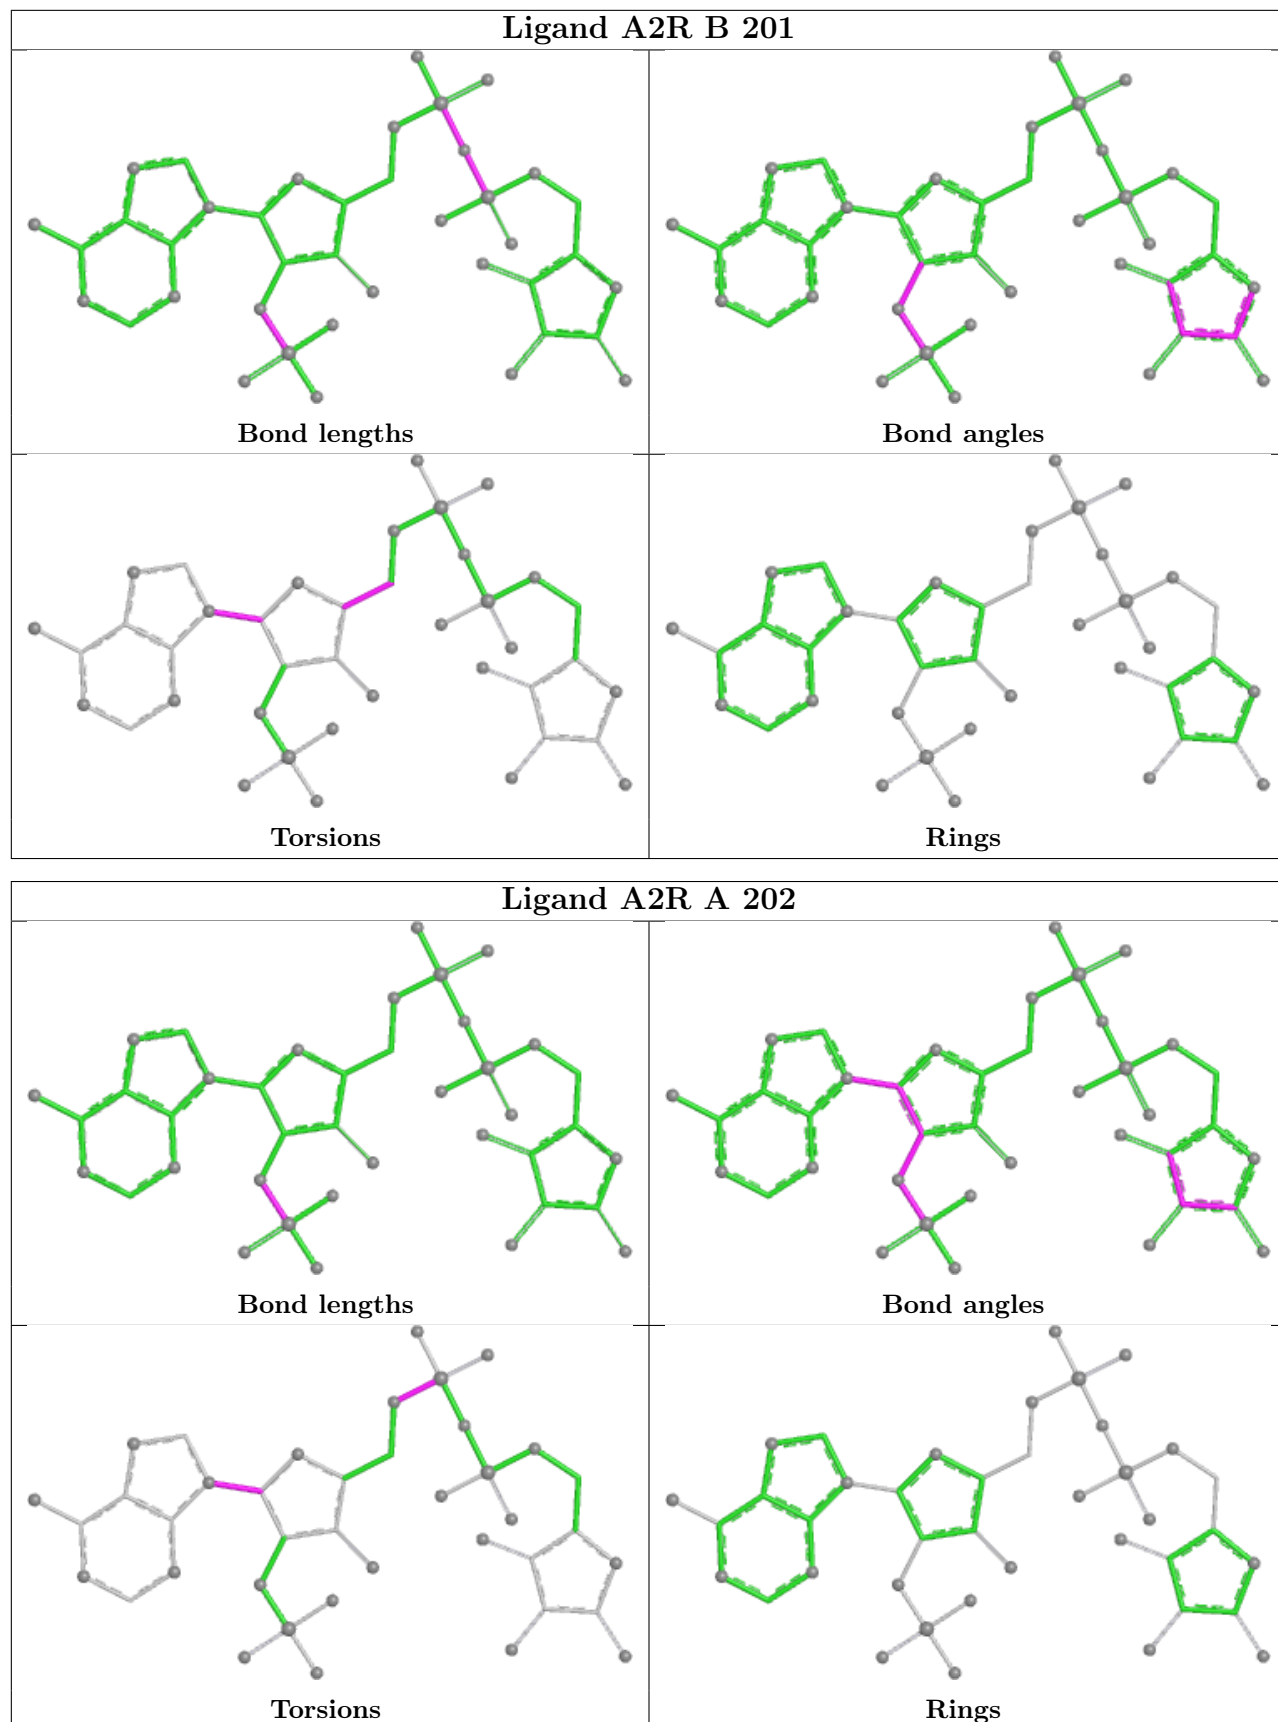 Ligand A2R B 201
Bond lengths
Bond angles
Torsions
Rings
Ligand A2R A 202
Bond lengths
Bond angles
Torsions
Rings